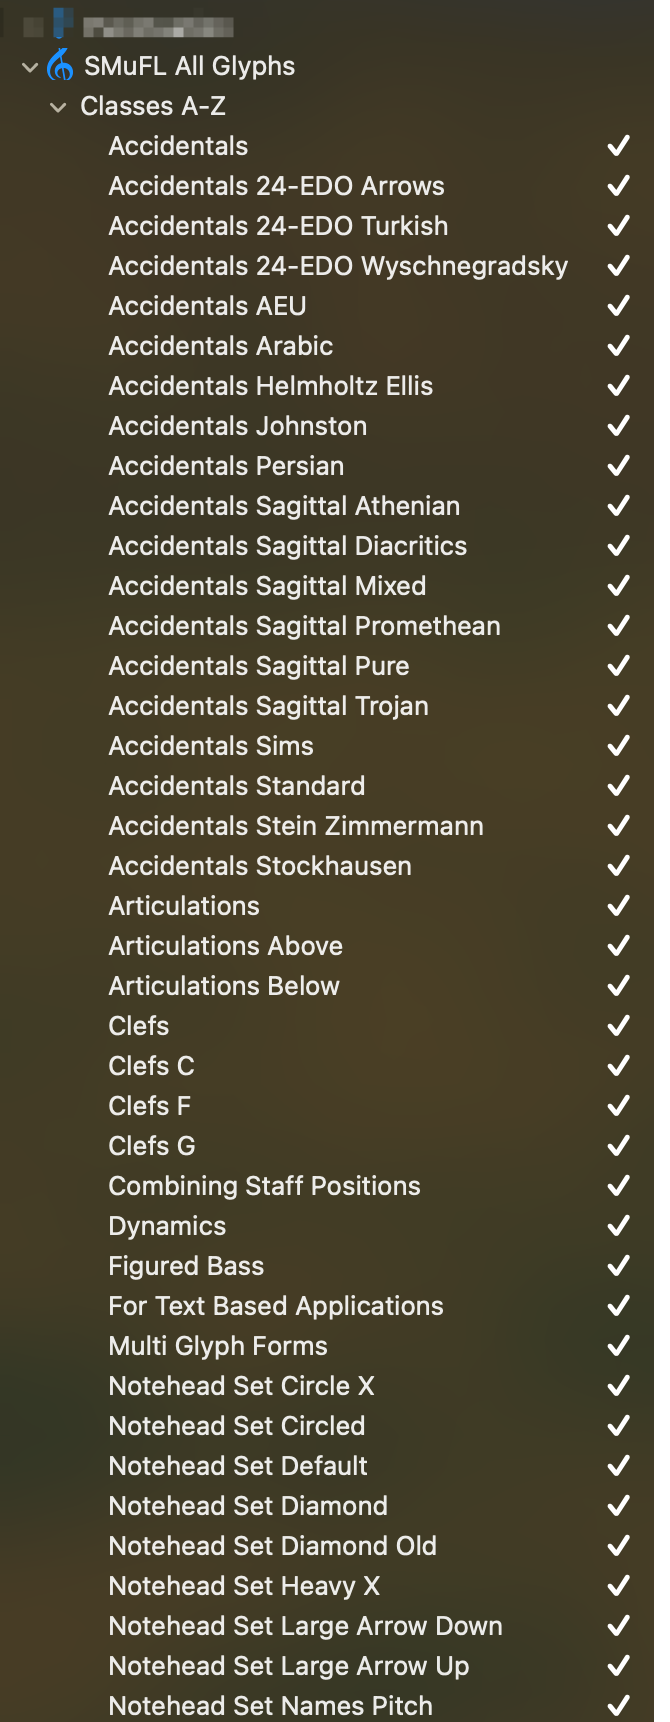 SMuFL All Glyphs
Classes A-Z
Accidentals
Accidentals 24-EDO Arrows
Accidentals 24-EDO Turkish
Accidentals 24-EDO Wyschnegradsky
Accidentals AEU
Accidentals Arabic
Accidentals Helmholtz Ellis
Accidentals Johnston
Accidentals Persian
Accidentals Sagittal Athenian
Accidentals Sagittal Diacritics
Accidentals Sagittal Mixed
Accidentals Sagittal Promethean
Accidentals Sagittal Pure
Accidentals Sagittal Trojan
Accidentals Sims
Accidentals Standard
Accidentals Stein Zimmermann
Accidentals Stockhausen
Articulations
Articulations Above
Articulations Below
Clefs
Clefs C
Clefs F
Clefs G
Combining Staff Positions
Dynamics
Figured Bass
For Text Based Applications
Multi Glyph Forms
Notehead Set Circle X
Notehead Set Circled
Notehead Set Default
Notehead Set Diamond
Notehead Set Diamond Old
Notehead Set Heavy X
Notehead Set Large Arrow Down
Notehead Set Large Arrow Up
Notehead Set Names Pitch